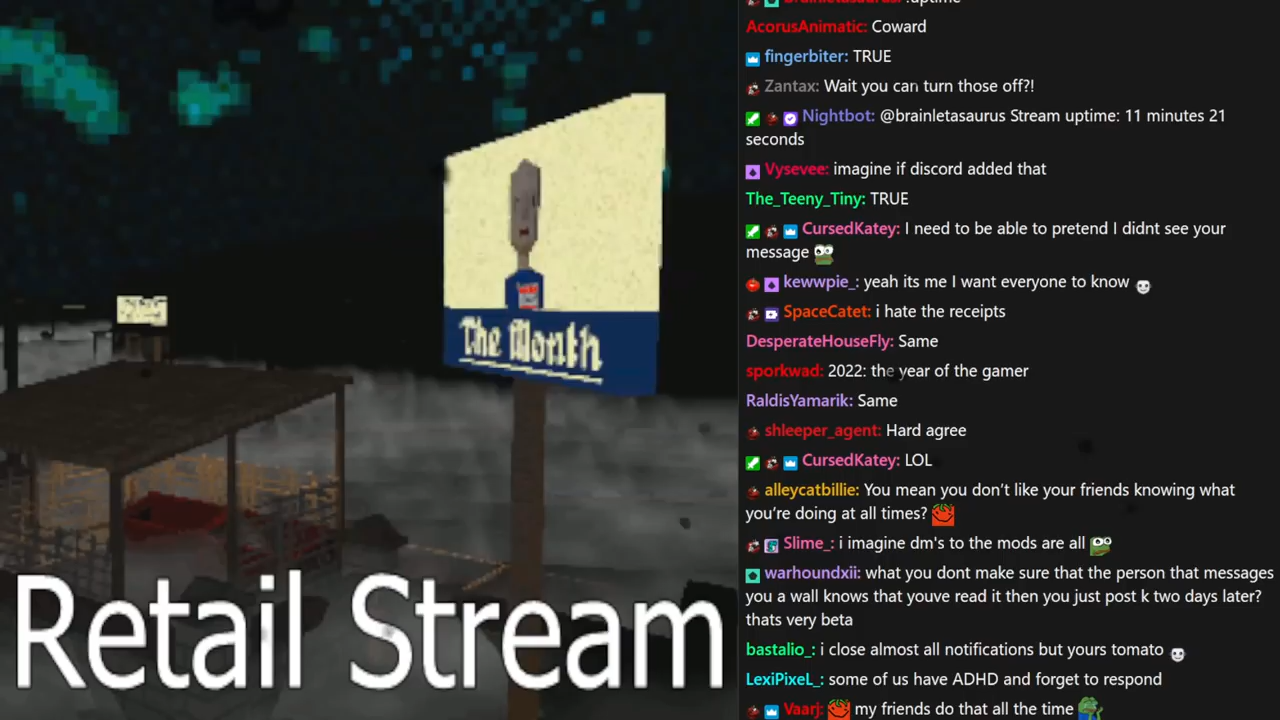 The Month
Retail Stream
AcorusAnimatic: Coward
fingerbiter: TRUE
Zantax: Wait you can turn those off?!
Nightbot: @brainletasaurus Stream uptime: 11 minutes 21
seconds
Vysevee: imagine if discord added that
The_Teeny_Tiny: TRUE
CursedKatey: I need to be able to pretend I didnt see your
message
kewwpie_: yeah its me I want everyone to know
SpaceCatet: i hate the receipts
DesperateHouseFly: Same
sporkwad: 2022: the year of the gamer
RaldisYamarik: Same
shleeper_agent: Hard agree
CursedKatey: LOL
alleycatbillie: You mean you don’t like your friends knowing what
you’re doing at all times?
Slime_: i imagine dm's to the mods are all
warhoundxii: what you dont make sure that the person that messages
you a wall knows that youve read it then you just post k two days later?
thats very beta
bastalio_: i close almost all notifications but yours tomato
LexiPixeL_: some of us have ADHD and forget to respond
Vaarj: my friends do that all the time